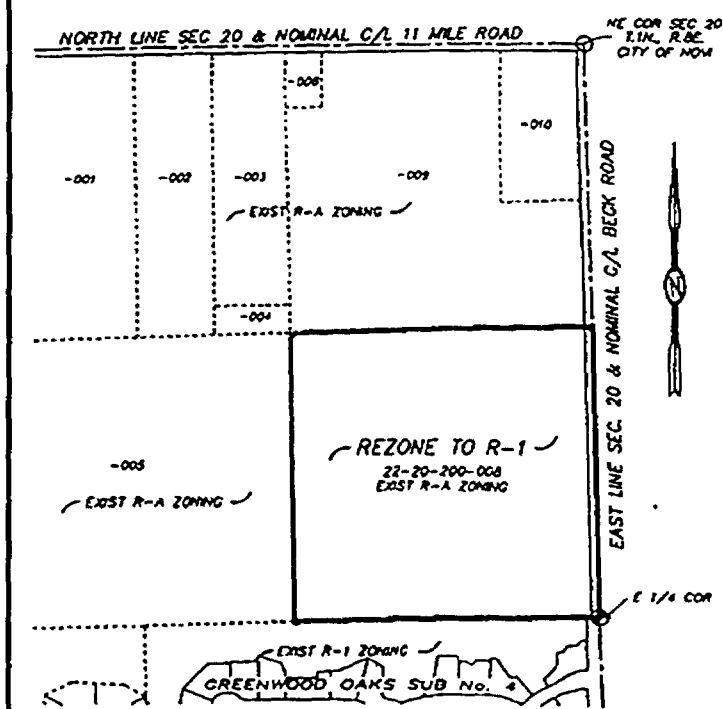 NORTH LINE SEC 20 & NOMINAL C/L 11 MILE ROAD
NE COR SEC 20
T.1N., R.8E.
CITY OF NOVI
-006
-010
-001
-002
-003
-009
EXIST R-A ZONING
-004
EAST LINE SEC. 20 & NOMINAL C/L BECK ROAD
N
REZONE TO R-1
22-20-200-008
EXIST R-A ZONING
-005
EXIST R-A ZONING
E 1/4 COR
EXIST R-1 ZONING
GREENWOOD OAKS SUB No. 4